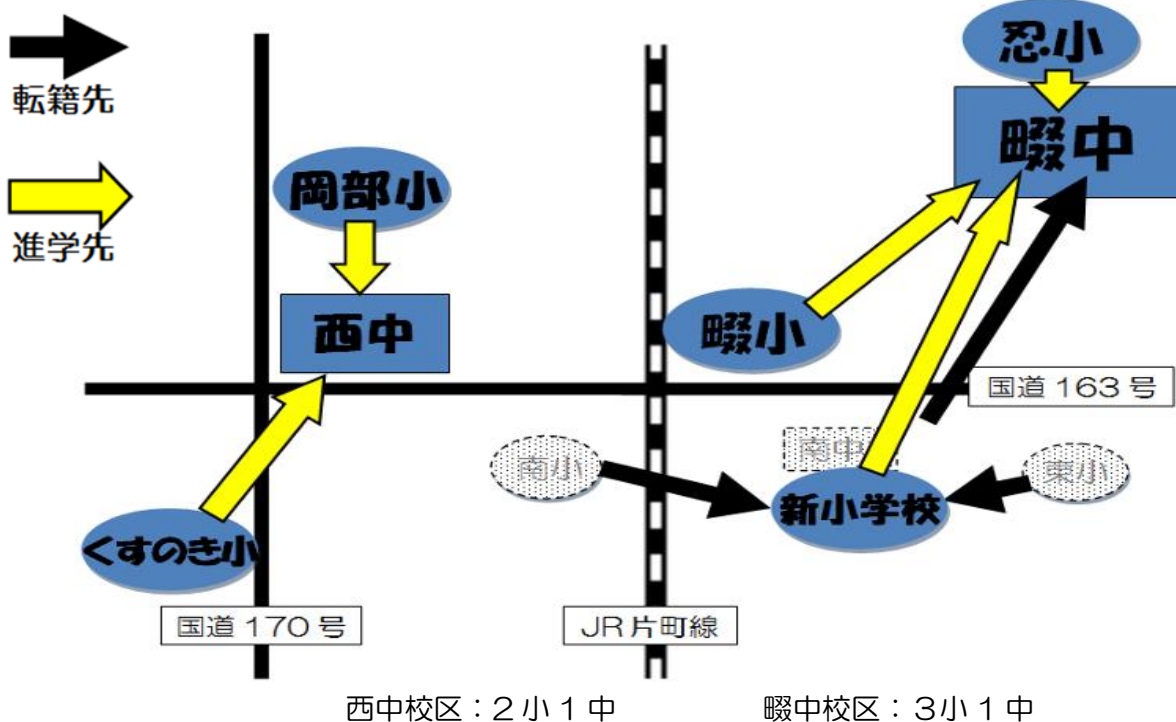 転籍先
進学先
忍小
畷中
岡部小
西中
畷小
国道163号
南小
南中
東小
新小学校
くすのき小
国道170号
JR片町線
西中校区：２小１中
畷中校区：３小１中